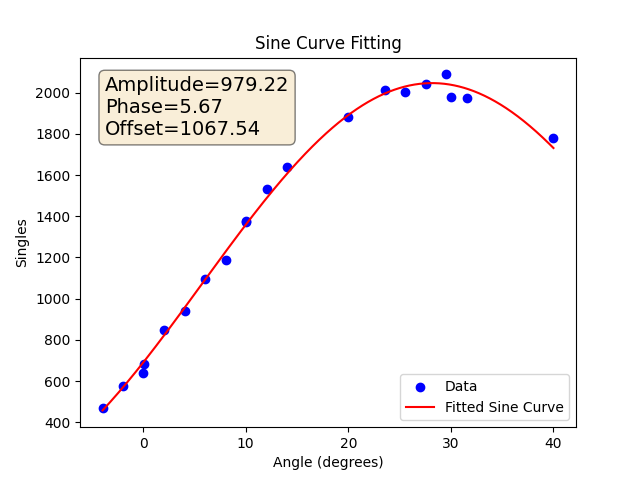 Sine Curve Fitting
Amplitude=979.22
Phase=5.67
Offset=1067.54
2000
1800
1600
1400
1200
1000
800
600
400
Singles
Data
Fitted Sine Curve
0 10 20 30 40
Angle (degrees)